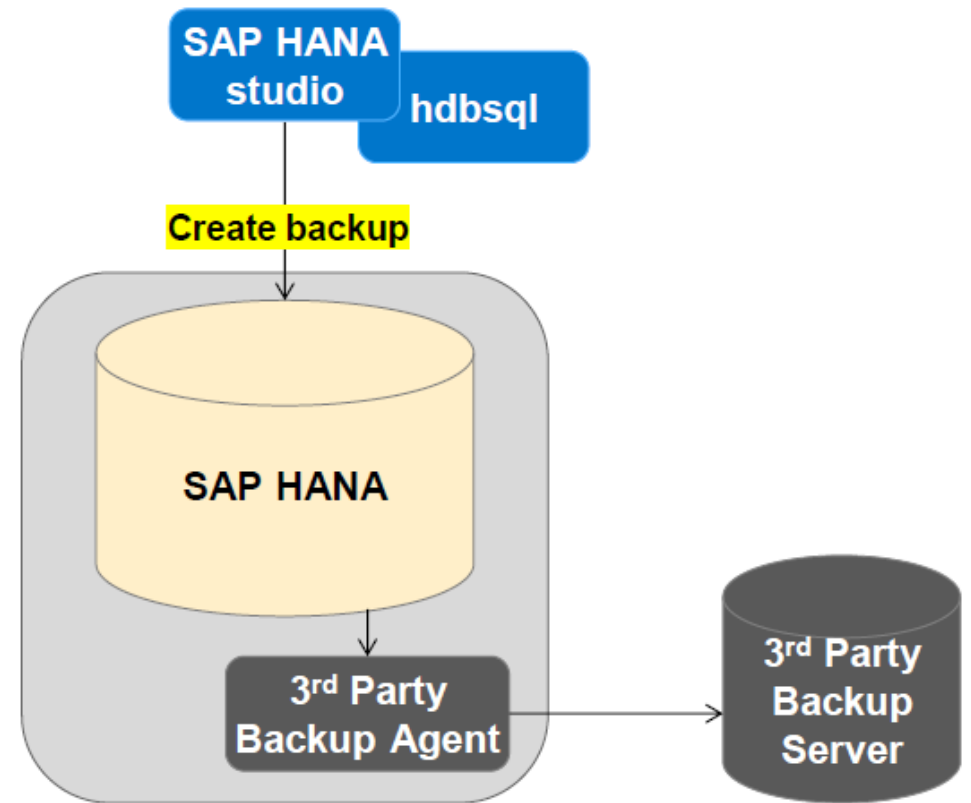 SAP HANA
studio
hdbsql
Create backup
SAP HANA
3rd Party
Backup Agent
3rd Party
Backup
Server